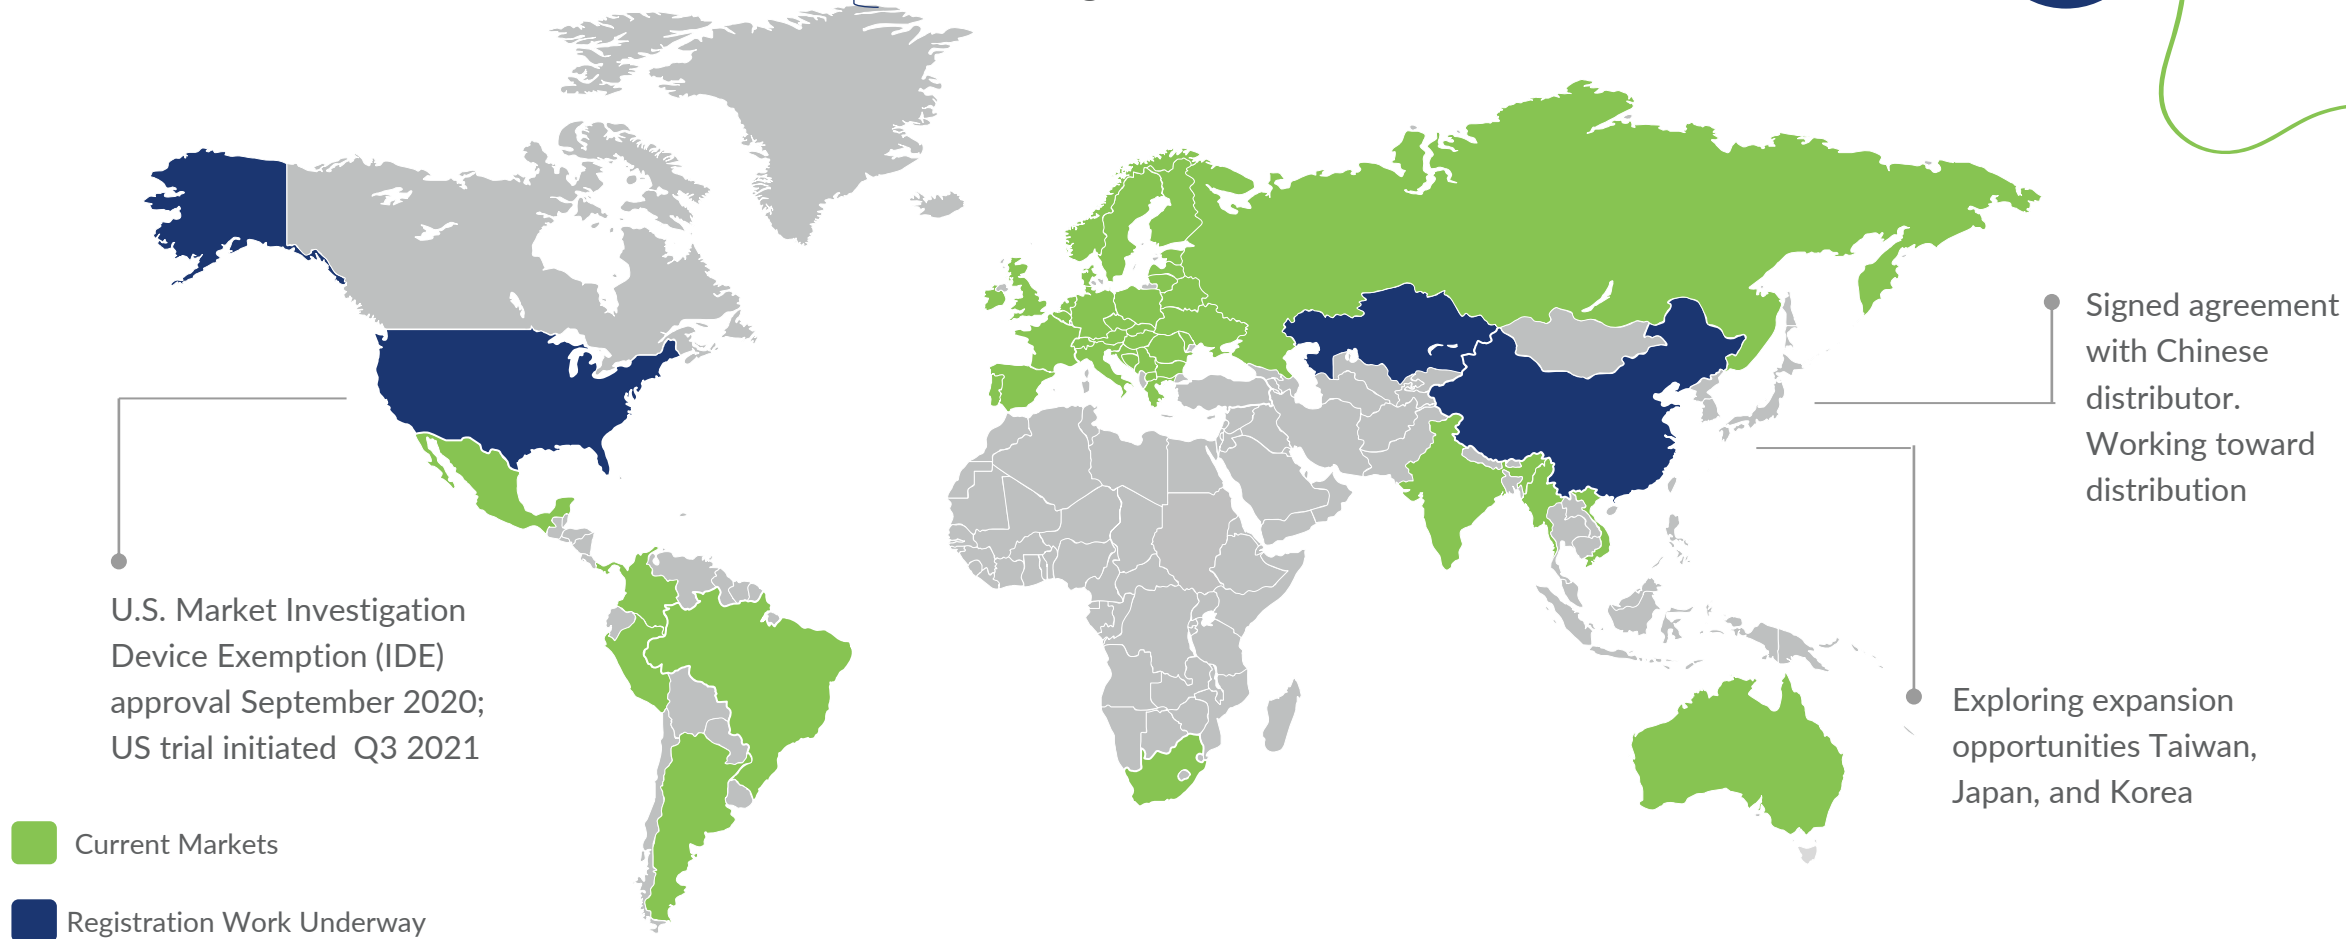 Signed agreement
with Chinese
distributor.
Working toward
distribution
U.S. Market Investigation
Device Exemption (IDE)
approval September 2020;
US trial initiated Q3 2021
Exploring expansion
opportunities Taiwan,
Japan, and Korea
Current Markets
Registration Work Underway